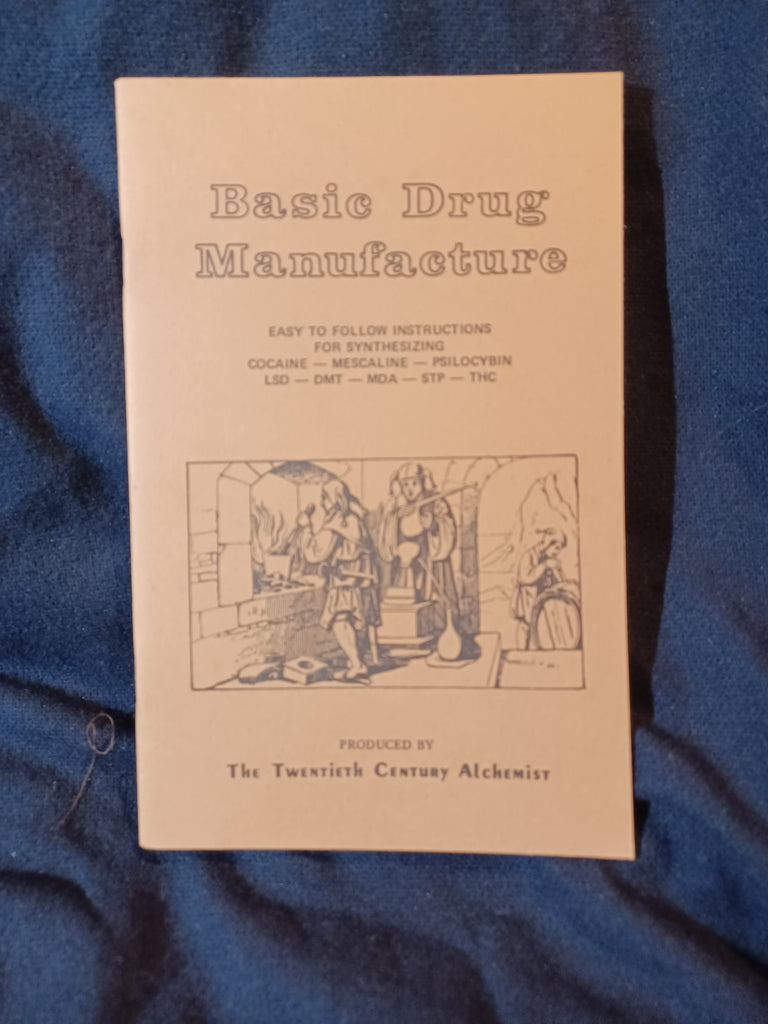 Basic Drug
Manufacture
EASY TO FOLLOW INSTRUCTIONS
FOR SYNTHESIZING
COCAINE — MESCALINE — PSILOCYBIN
LSD — DMT — MDA — STP — THC
PRODUCED BY
The Twentieth Century Alchemist